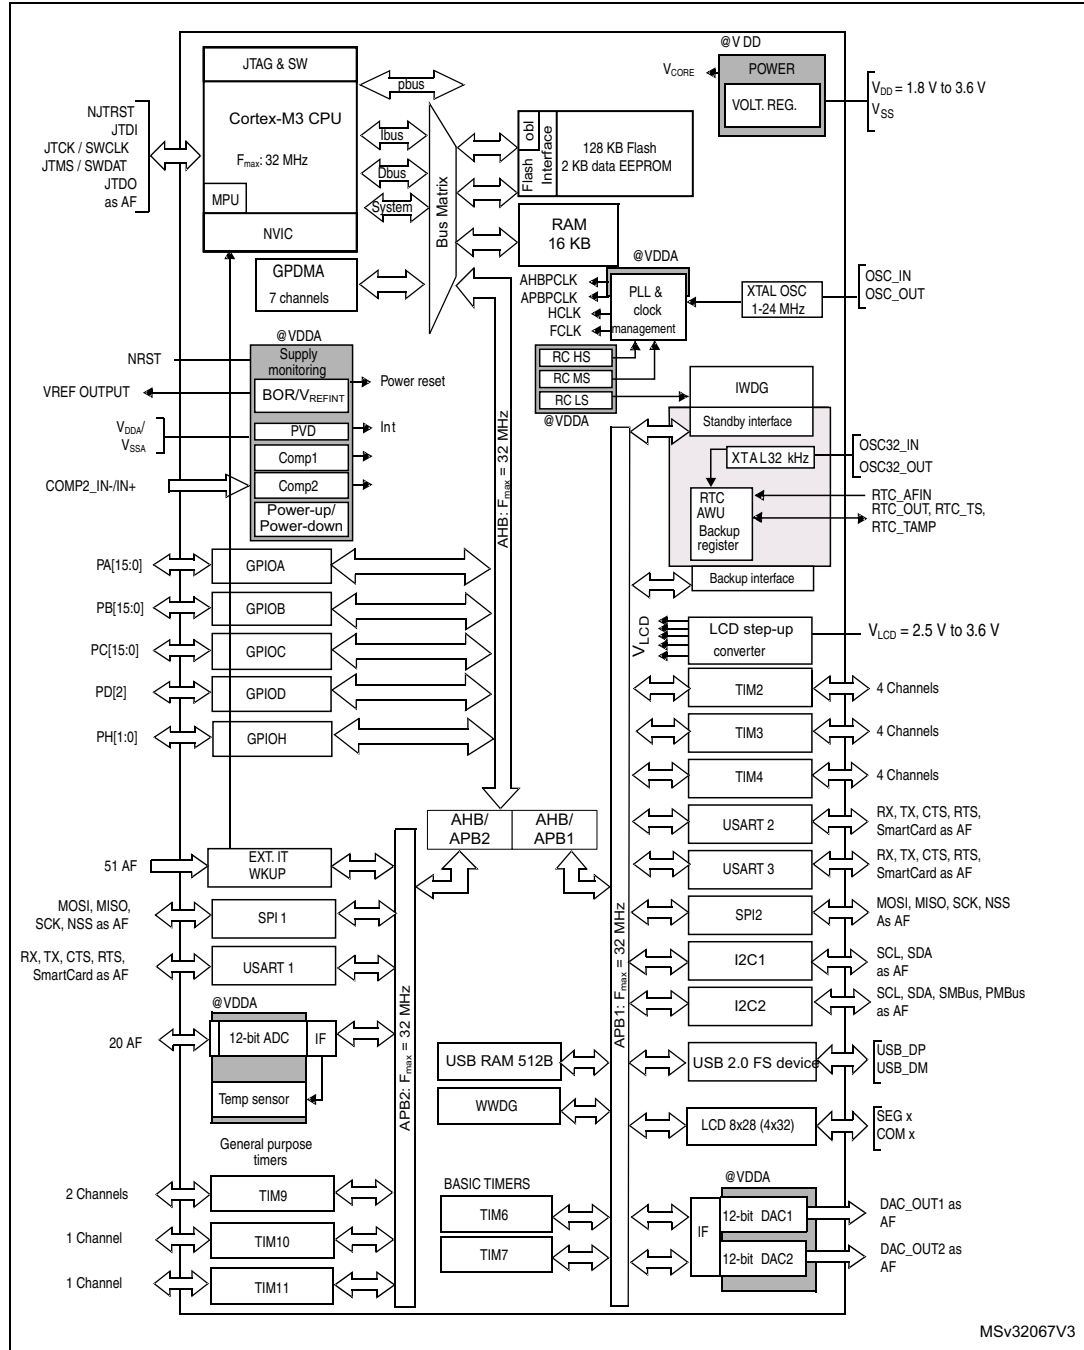 @V DD
JTAG & SW
Cortex-M3 CPU
Fmax: 32 MHz
MPU
NVIC
NJTRST
JTDI
JTCK / SWCLK
JTMS / SWDAT
JTDO
as AF
pbus
Ibus
Dbus
System
Bus Matrix
obl
Flash
Interface
128 KB Flash
2 KB data EEPROM
RAM
16 KB
VCORE
POWER
VOLT. REG.
VDD = 1.8 V to 3.6 V
VSS
GPDMA
7 channels
@VDDA
AHBPCLK
APBPCLK
HCLK
FCLK
PLL &
clock
management
XTAL OSC
1-24 MHz
OSC_IN
OSC_OUT
RC HS
RC MS
RC LS
@VDDA
IWDG
Standby interface
XTAL32 kHz
OSC32_IN
OSC32_OUT
RTC
AWU
Backup
register
RTC_AFIN
RTC_OUT, RTC_TS,
RTC_TAMP
Backup interface
@VDDA
Supply
monitoring
NRST
VREF OUTPUT
BOR/VREFINT
Power reset
VDDA/
VSSA
PVD
Int
Comp1
COMP2_IN-/IN+
Comp2
Power-up/
Power-down
AHB: Fmax = 32 MHz
PA[15:0]
GPIOA
PB[15:0]
GPIOB
PC[15:0]
GPIOC
PD[2]
GPIOD
PH[1:0]
GPIOH
VLCD
LCD step-up
converter
VLCD = 2.5 V to 3.6 V
TIM2
4 Channels
TIM3
4 Channels
TIM4
4 Channels
AHB/
APB2
AHB/
APB1
USART 2
RX, TX, CTS, RTS,
SmartCard as AF
USART 3
RX, TX, CTS, RTS,
SmartCard as AF
SPI2
MOSI, MISO, SCK, NSS
As AF
I2C1
SCL, SDA
as AF
I2C2
SCL, SDA, SMBus, PMBus
as AF
51 AF
EXT. IT
WKUP
MOSI, MISO,
SCK, NSS as AF
SPI 1
RX, TX, CTS, RTS,
SmartCard as AF
USART 1
@VDDA
20 AF
12-bit ADC
IF
Temp sensor
APB2: Fmax = 32 MHz
APB1: Fmax = 32 MHz
USB RAM 512B
USB 2.0 FS device
USB_DP
USB_DM
WWDG
LCD 8x28 (4x32)
SEG x
COM x
General purpose
timers
2 Channels
TIM9
1 Channel
TIM10
1 Channel
TIM11
BASIC TIMERS
TIM6
TIM7
@VDDA
IF
12-bit DAC1
DAC_OUT1 as
AF
12-bit DAC2
DAC_OUT2 as
AF
MSv32067V3